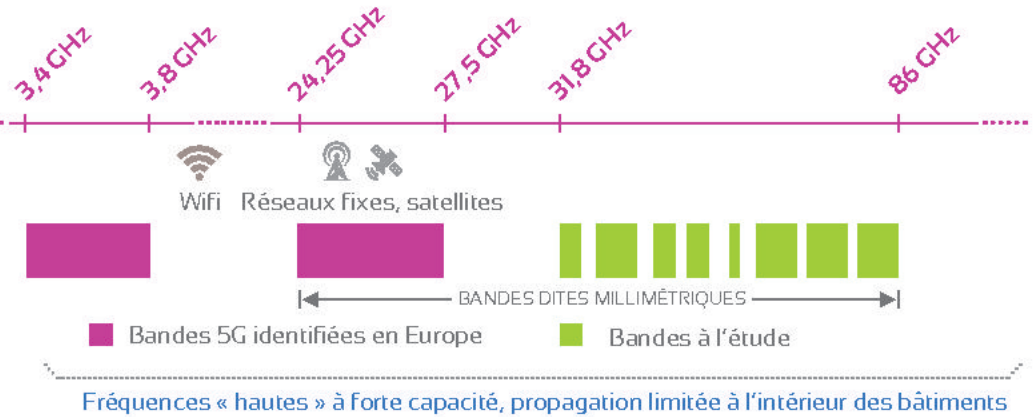 3,4 GHz
3,8 GHz
24,25 GHz
27,5 GHz
31,8 GHz
86 GHz
Wifi
Réseaux fixes, satellites
BANDES DITES MILLIMÉTRIQUES
Bandes 5G identifiées en Europe
Bandes à l'étude
Fréquences « hautes » à forte capacité, propagation limitée à l'intérieur des bâtiments